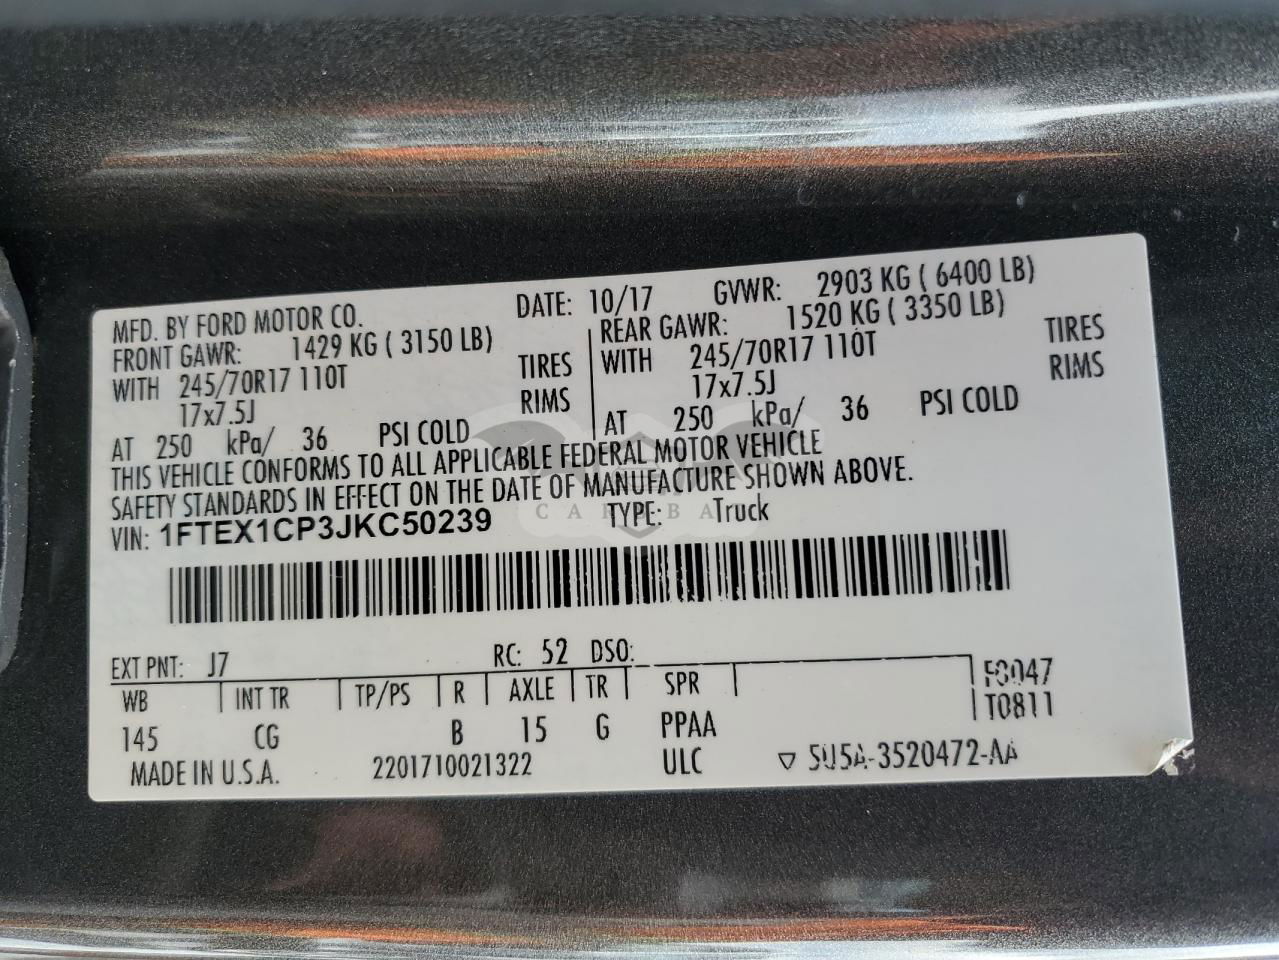 MFD. BY FORD MOTOR CO. DATE: 10/17 GVWR: 2903 KG ( 6400 LB)
FRONT GAWR: 1429 KG ( 3150 LB) REAR GAWR: 1520 KG ( 3350 LB)
WITH 245/70R17 110T TIRES WITH 245/70R17 110T TIRES
17x7.5J RIMS 17x7.5J RIMS
AT 250 kPa/ 36 PSI COLD AT 250 kPa/ 36 PSI COLD
THIS VEHICLE CONFORMS TO ALL APPLICABLE FEDERAL MOTOR VEHICLE
SAFETY STANDARDS IN EFFECT ON THE DATE OF MANUFACTURE SHOWN ABOVE.
VIN: 1FTEX1CP3JKC50239 TYPE: Truck
EXT PNT: J7 RC: 52 DSO:
WB INT TR TP/PS R AXLE TR SPR F0047
T0811
145 CG B 15 G PPAA
MADE IN U.S.A. 2201710021322 ULC ▽ 5U5A-3520472-AA